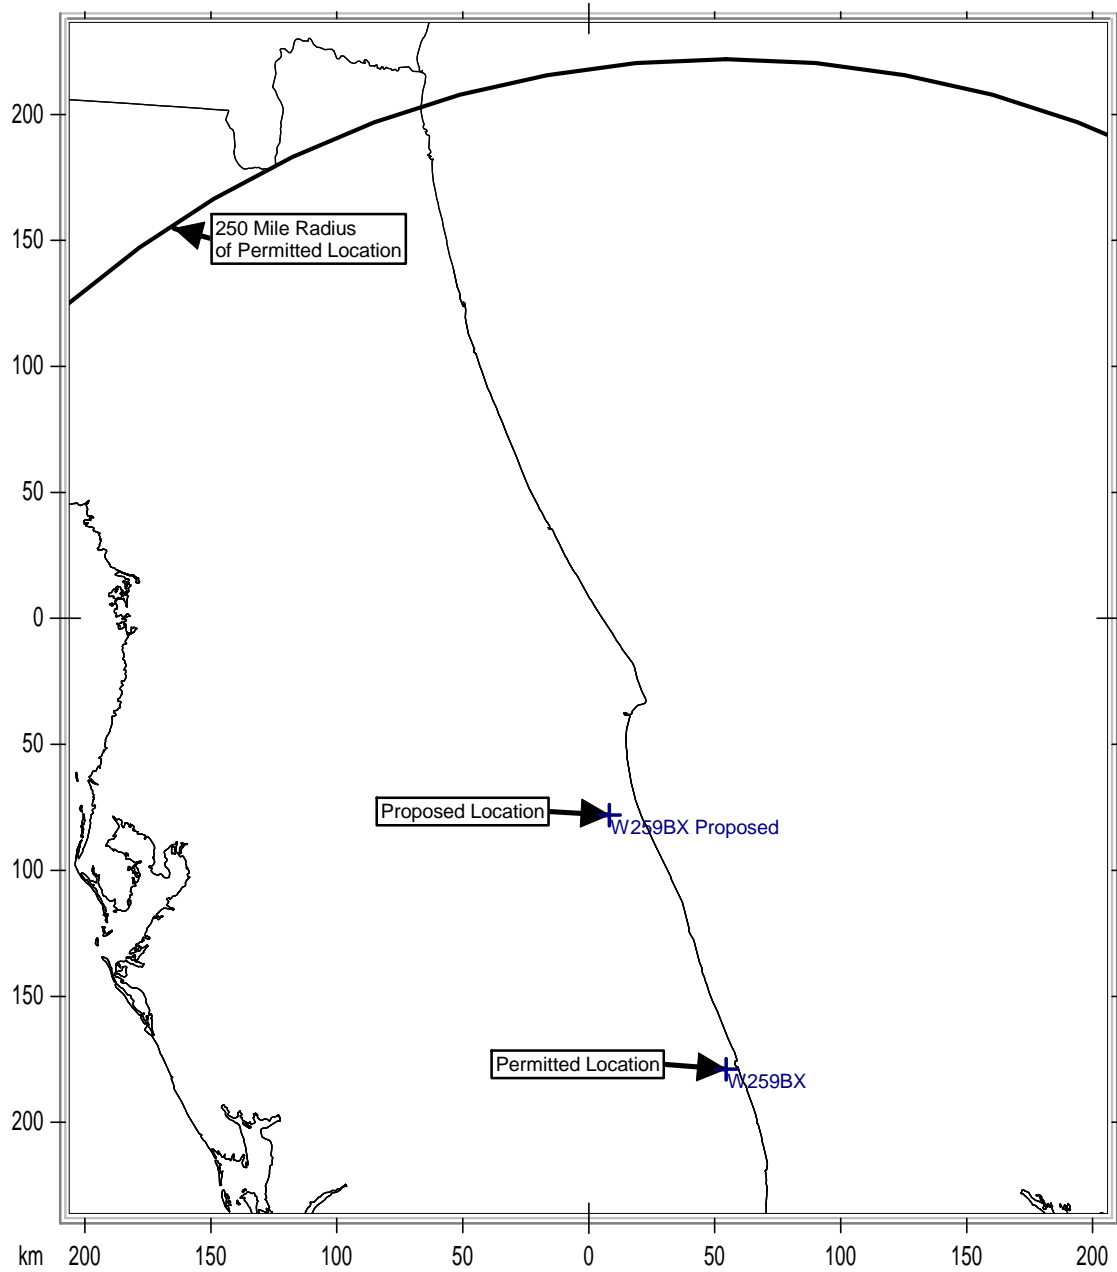 200
150
100
50
0
50
100
150
200
250 Mile Radius
of Permitted Location
Proposed Location
W259BX Proposed
Permitted Location
W259BX
km 200 150 100 50 0 50 100 150 200